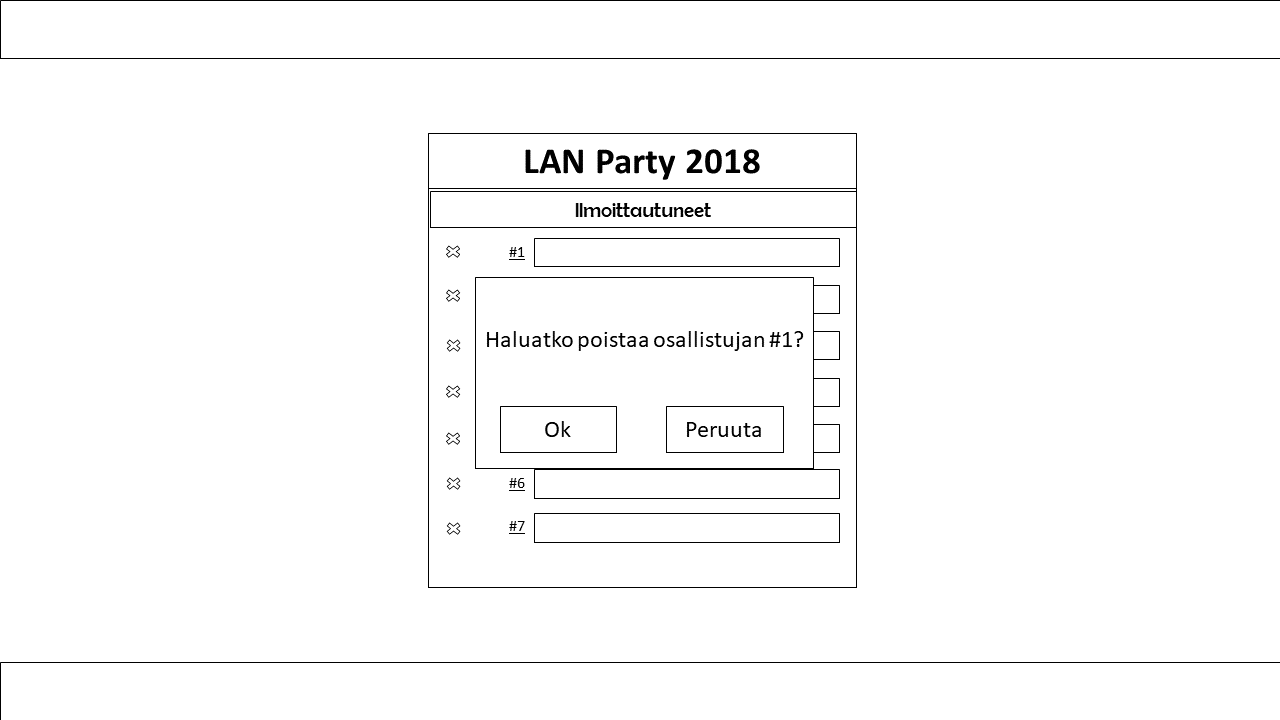 LAN Party 2018
Ilmoittautuneet
#1
Haluatko poistaa osallistujan #1?
Ok Peruuta
#6
#7